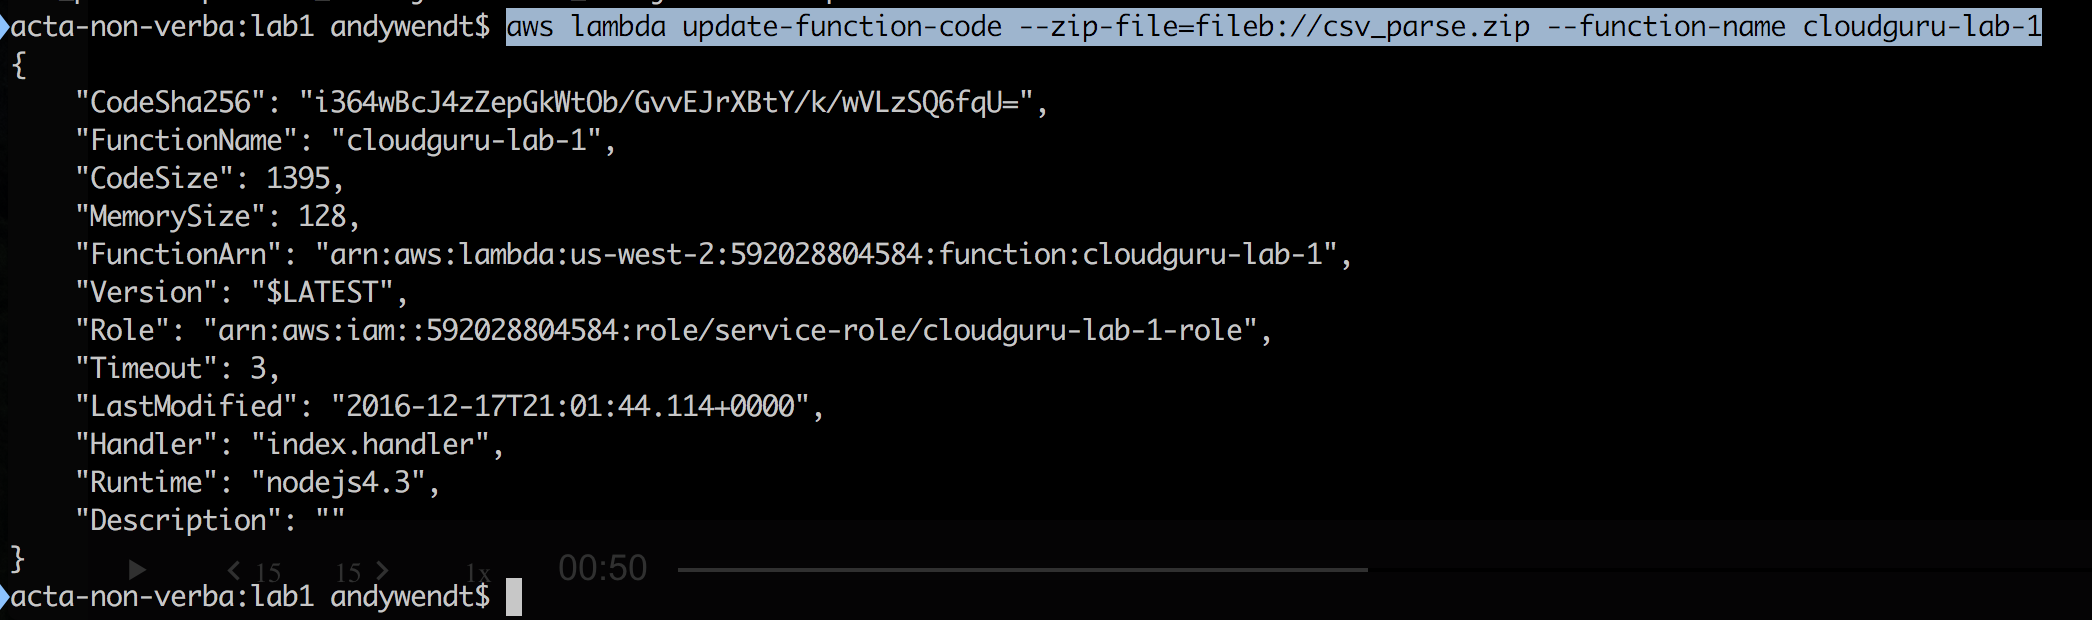 acta-non-verba:lab1 andywendt$ aws lambda update-function-code --zip-file=fileb://csv_parse.zip --function-name cloudguru-lab-1
{
    "CodeSha256": "i364wBcJ4zZepGkWtOb/GvvEJrXBtY/k/wVLzSQ6fqU=",
    "FunctionName": "cloudguru-lab-1",
    "CodeSize": 1395,
    "MemorySize": 128,
    "FunctionArn": "arn:aws:lambda:us-west-2:592028804584:function:cloudguru-lab-1",
    "Version": "$LATEST",
    "Role": "arn:aws:iam::592028804584:role/service-role/cloudguru-lab-1-role",
    "Timeout": 3,
    "LastModified": "2016-12-17T21:01:44.114+0000",
    "Handler": "index.handler",
    "Runtime": "nodejs4.3",
    "Description": ""
}
15 15 1x 00:50
acta-non-verba:lab1 andywendt$